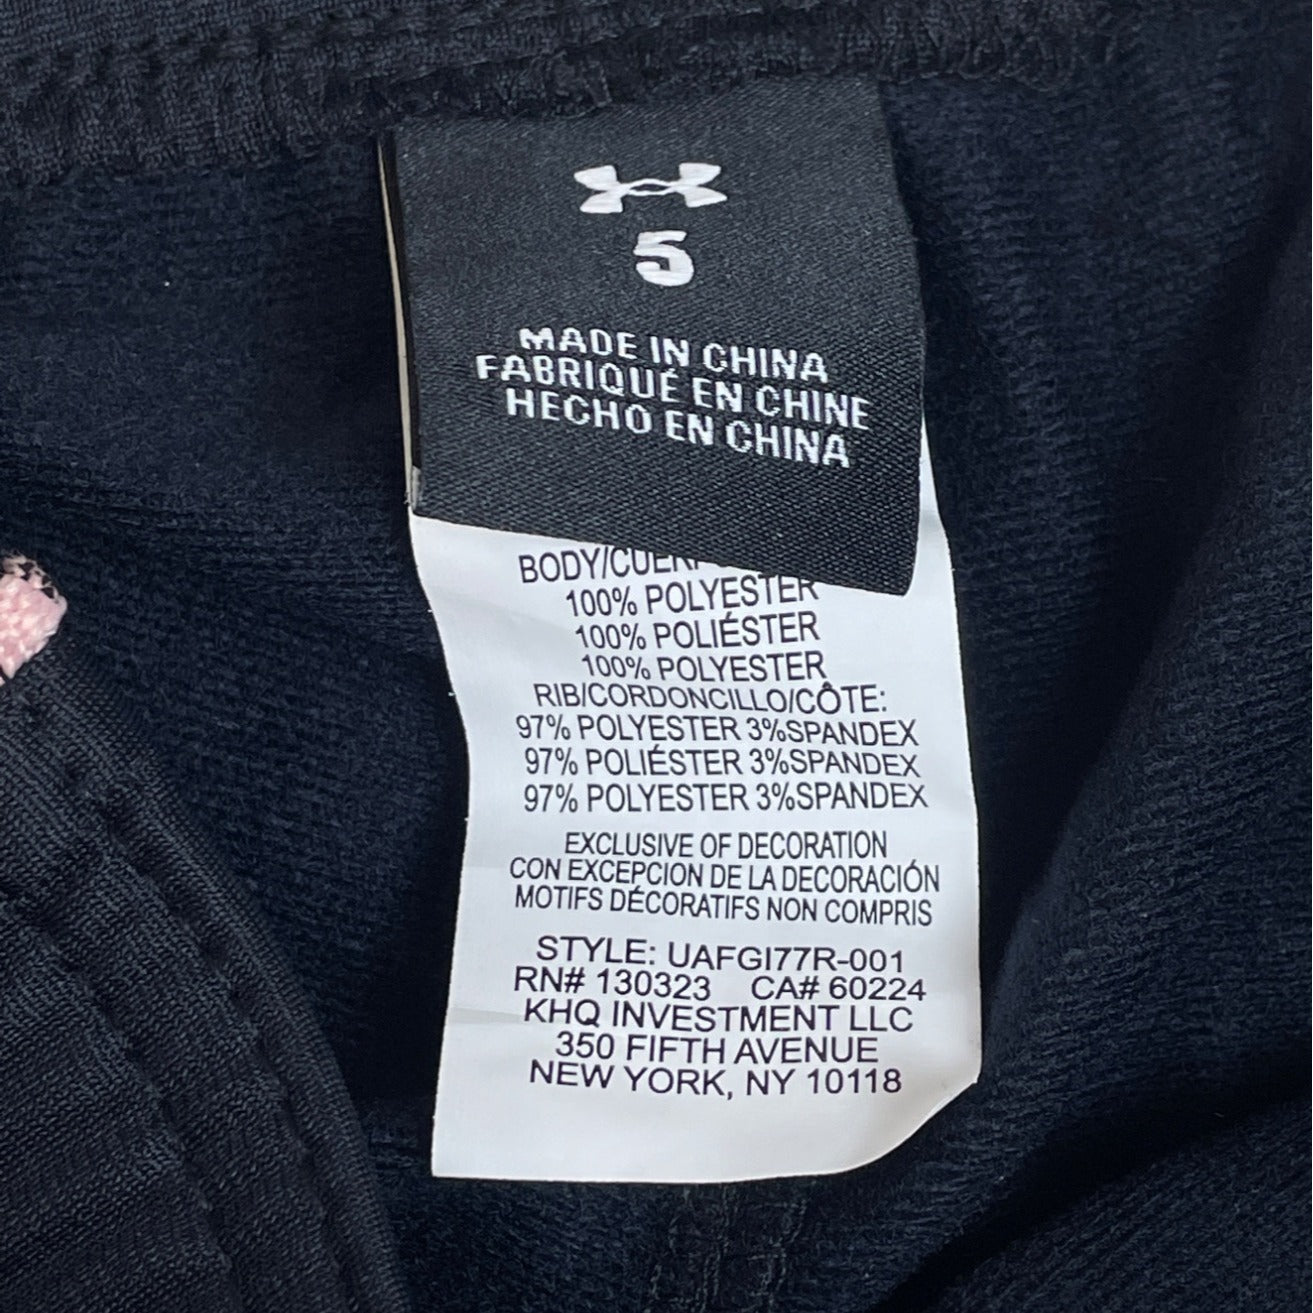 5
MADE IN CHINA
FABRIQUÉ EN CHINE
HECHO EN CHINA
100% POLYESTER
100% POLIÉSTER
100% POLYESTER
RIB/CORDONCILLO/CÔTE:
97% POLYESTER 3%SPANDEX
97% POLIÉSTER 3%SPANDEX
97% POLYESTER 3%SPANDEX
EXCLUSIVE OF DECORATION
CON EXCEPCION DE LA DECORACIÓN
MOTIFS DÉCORATIFS NON COMPRIS
STYLE: UAFGI77R-001
RN# 130323 CA# 60224
KHQ INVESTMENT LLC
350 FIFTH AVENUE
NEW YORK, NY 10118